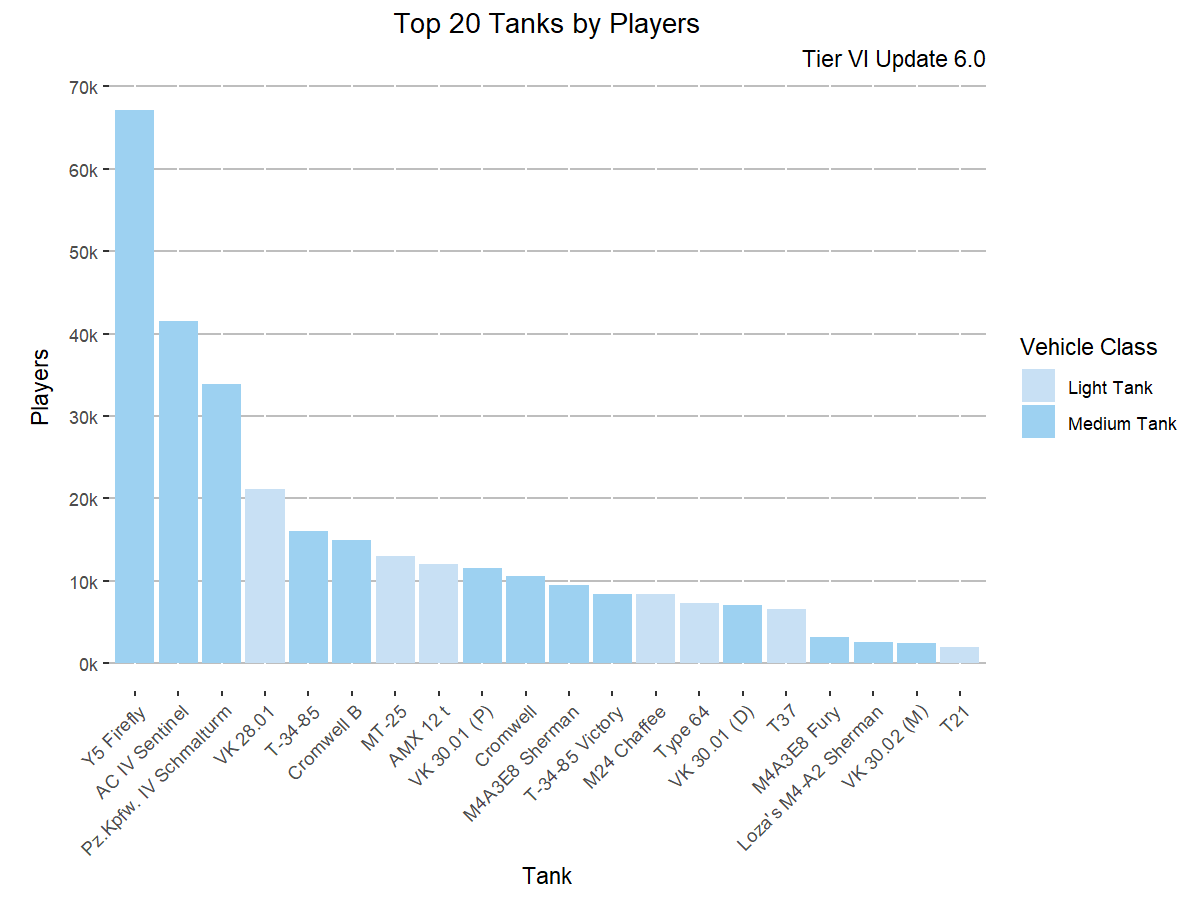 Top 20 Tanks by Players
Tier VI Update 6.0
70k
60k
50k
40k
30k
20k
10k
0k
Players
Y5 Firefly
AC IV Sentinel
Pz.Kpfw. IV Schmalturm
VK 28.01
T-34-85
Cromwell B
MT-25
AMX 12 t
VK 30.01 (P)
Cromwell
M4A3E8 Sherman
T-34-85 Victory
M24 Chaffee
Type 64
VK 30.01 (D)
T37
M4A3E8 Fury
Loza's M4-A2 Sherman
VK 30.02 (M)
T21
Tank
Vehicle Class
Light Tank
Medium Tank